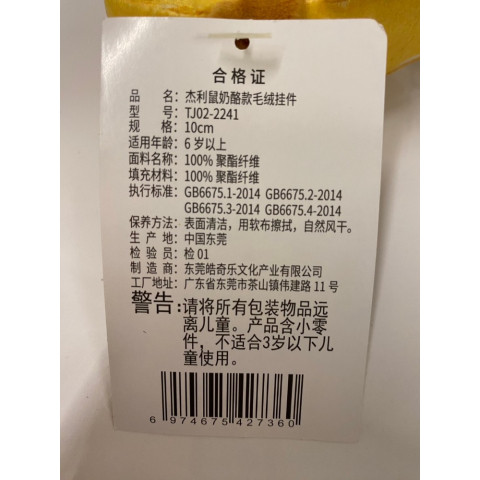 合格证
品 名：杰利鼠奶酪款毛绒挂件
型 号：TJ02-2241
规 格：10cm
适用年龄：6 岁以上
面料名称：100% 聚酯纤维
填充材料：100% 聚酯纤维
执行标准：GB6675.1-2014 GB6675.2-2014
GB6675.3-2014 GB6675.4-2014
保养方法：表面清洁，用软布擦拭，自然风干。
生 产 地：中国东莞
检 验 员：检 01
制 造 商：东莞皓奇乐文化产业有限公司
工厂地址：广东省东莞市茶山镇伟建路 11 号
警告:请将所有包装物品远
离儿童。产品含小零
件，不适合3岁以下儿
童使用。
6 974675 427360